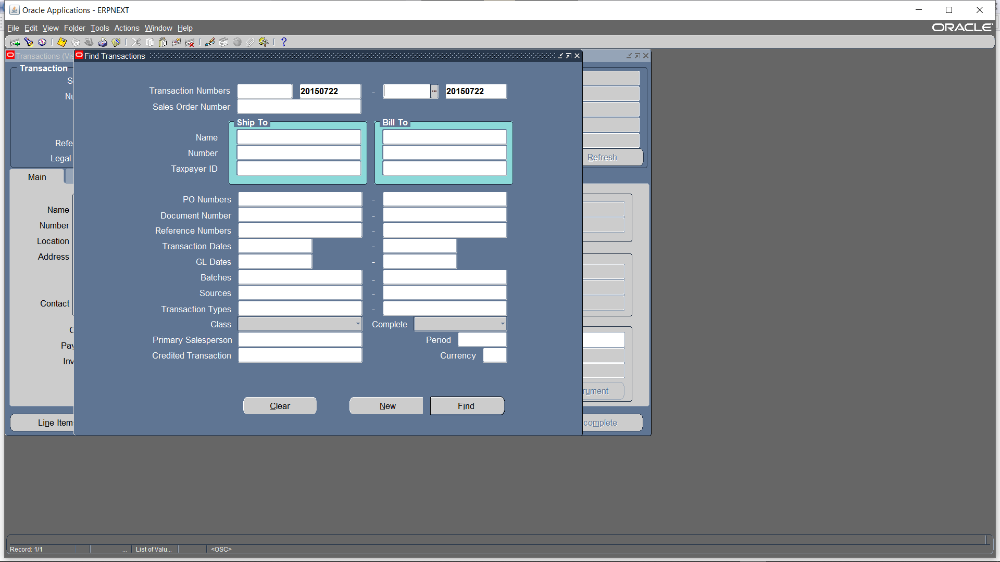 Oracle Applications - ERPNEXT
File Edit View Folder Tools Actions Window Help
ORACLE
Transactions (Vis
Find Transactions
Transaction
Transaction Numbers 20150722 - 20150722
Sales Order Number
Ship To Bill To
Name
Number
Taxpayer ID
Refe
Legal
Refresh
Main
PO Numbers -
Name
Document Number -
Number
Reference Numbers -
Location
Transaction Dates -
Address
GL Dates -
Batches -
Sources -
Contact
Transaction Types -
Class Complete
Primary Salesperson Period
Pay
Credited Transaction Currency
Inv
rument
Clear New Find
Line Item
complete
Record: 1/1 ... List of Valu... <OSC>